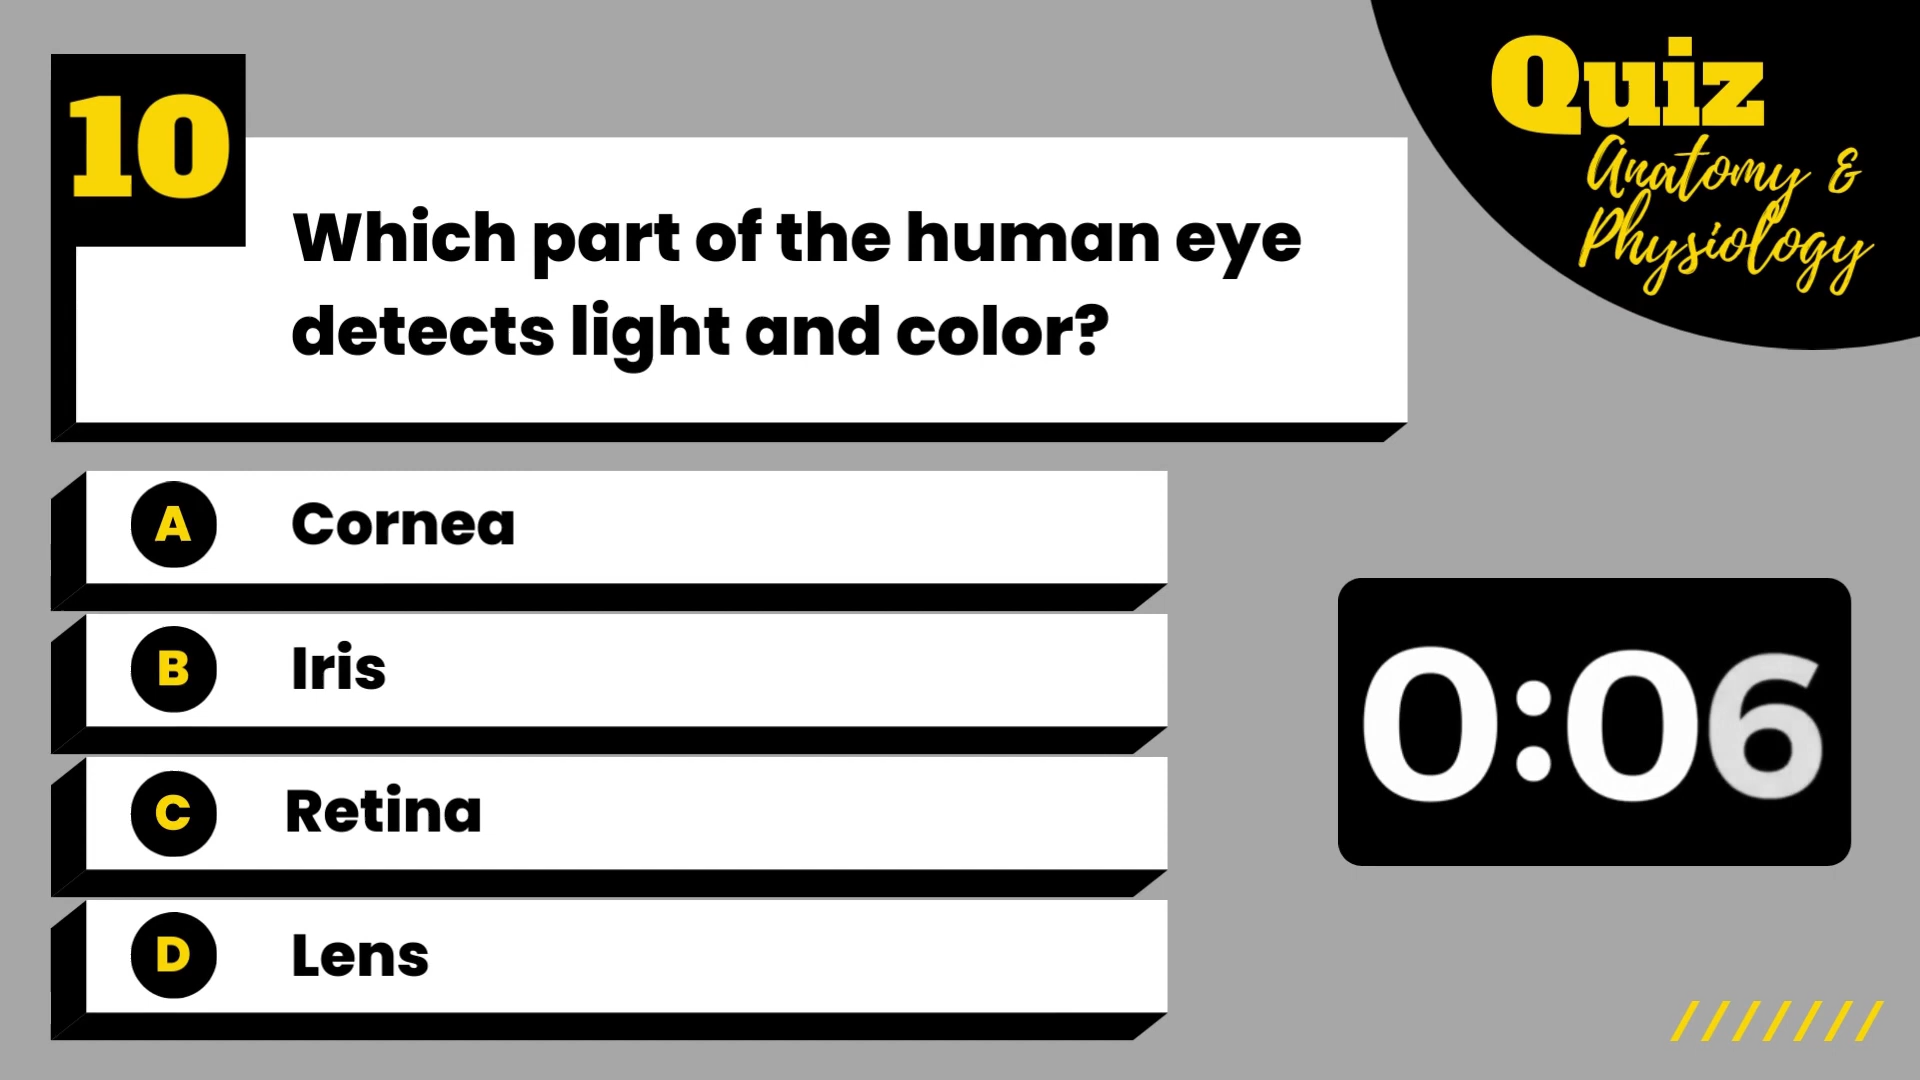 Quiz
Anatomy &
Physiology
10
Which part of the human eye
detects light and color?
A Cornea
B Iris
C Retina
D Lens
0:06